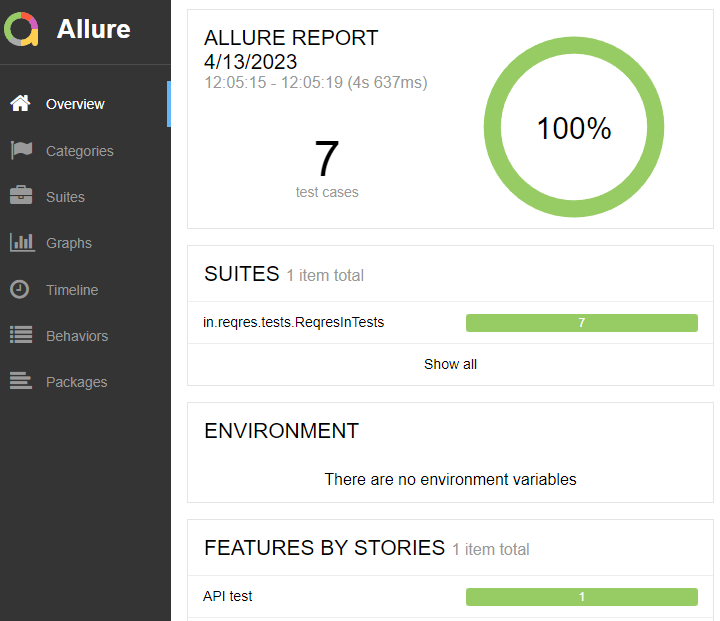 Allure
Overview
Categories
Suites
Graphs
Timeline
Behaviors
Packages
ALLURE REPORT
4/13/2023
12:05:15 - 12:05:19 (4s 637ms)
7
test cases
100%
SUITES 1 item total
in.reqres.tests.ReqresInTests 7
Show all
ENVIRONMENT
There are no environment variables
FEATURES BY STORIES 1 item total
API test 1